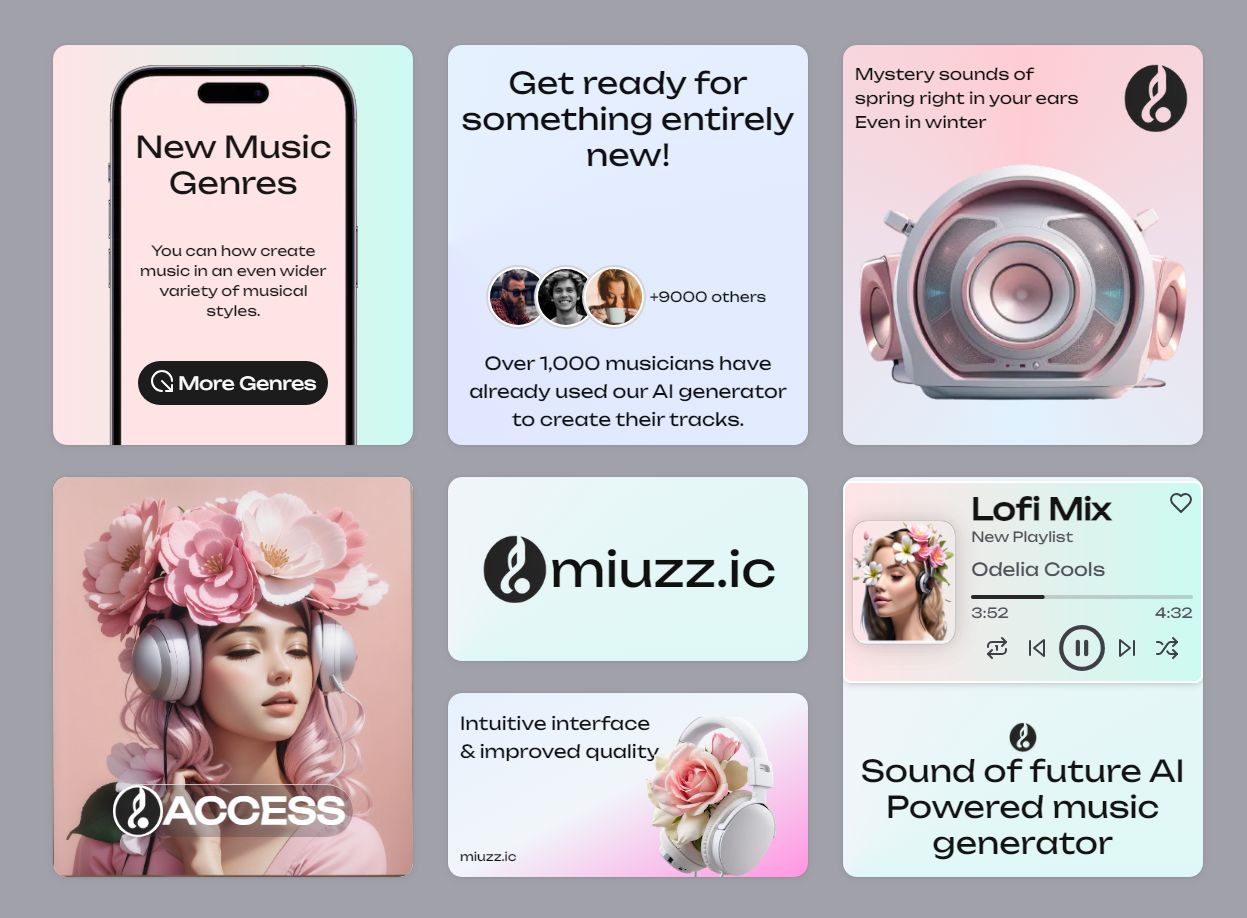 New Music
Genres
You can how create
music in an even wider
variety of musical
styles.
More Genres
Get ready for
something entirely
new!
+9000 others
Over 1,000 musicians have
already used our AI generator
to create their tracks.
Mystery sounds of
spring right in your ears
Even in winter
ACCESS
miuzz.ic
Intuitive interface
& improved quality
miuzz.ic
Lofi Mix
New Playlist
Odelia Cools
3:52 4:32
Sound of future AI
Powered music
generator